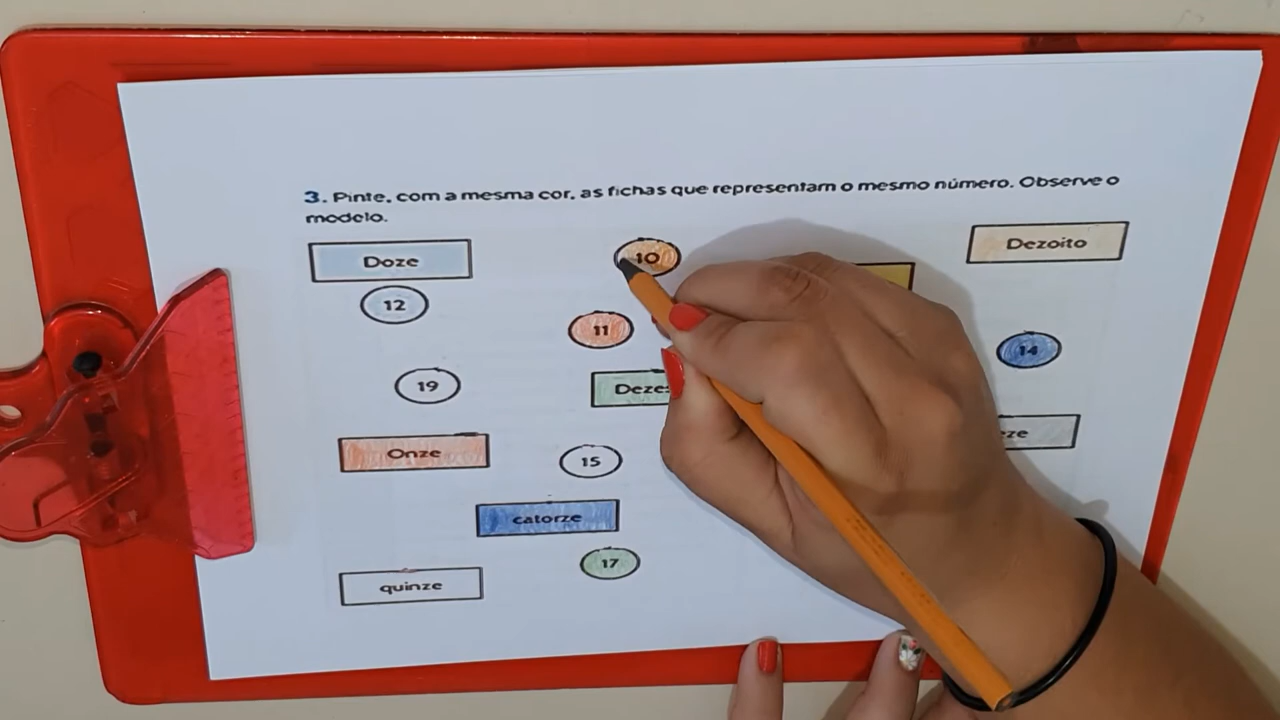 3. Pinte, com a mesma cor, as fichas que representam o mesmo número. Observe o
modelo.
Doze
10
Dezoito
12
11
14
19
Onze
15
catorze
17
quinze